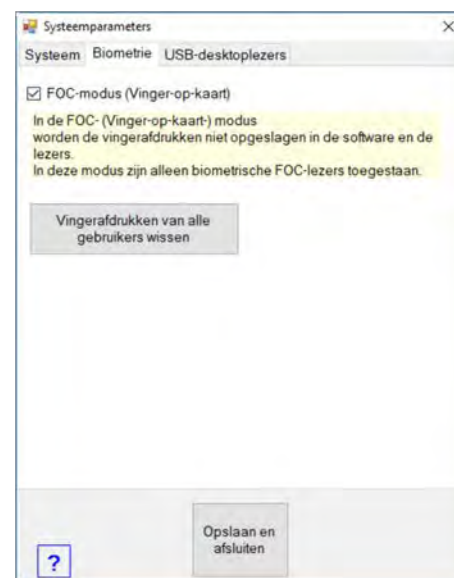 Systeemparameters
Systeem Biometrie USB-desktoplezers
FOC-modus (Vinger-op-kaart)
In de FOC- (Vinger-op-kaart-) modus
worden de vingerafdrukken niet opgeslagen in de software en de
lezers.
In deze modus zijn alleen biometrische FOC-lezers toegestaan.
Vingerafdrukken van alle
gebruikers wissen
Opslaan en
afsluiten
?